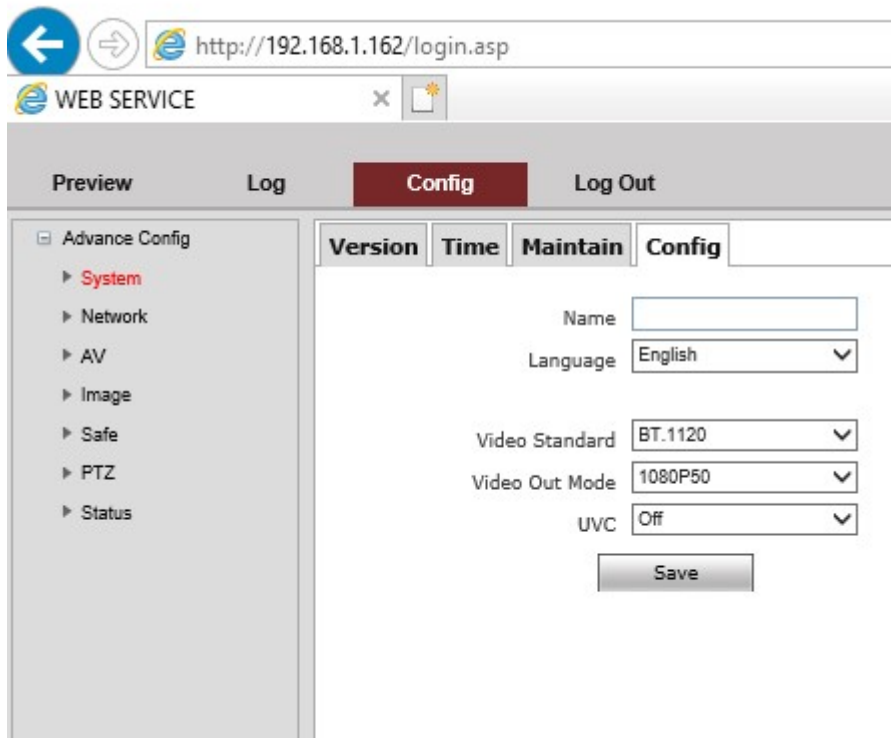 http://192.168.1.162/login.asp
WEB SERVICE
Preview Log Config Log Out
Advance Config
System
Network
AV
Image
Safe
PTZ
Status
Version Time Maintain Config
Name
Language English
Video Standard BT.1120
Video Out Mode 1080P50
UVC Off
Save